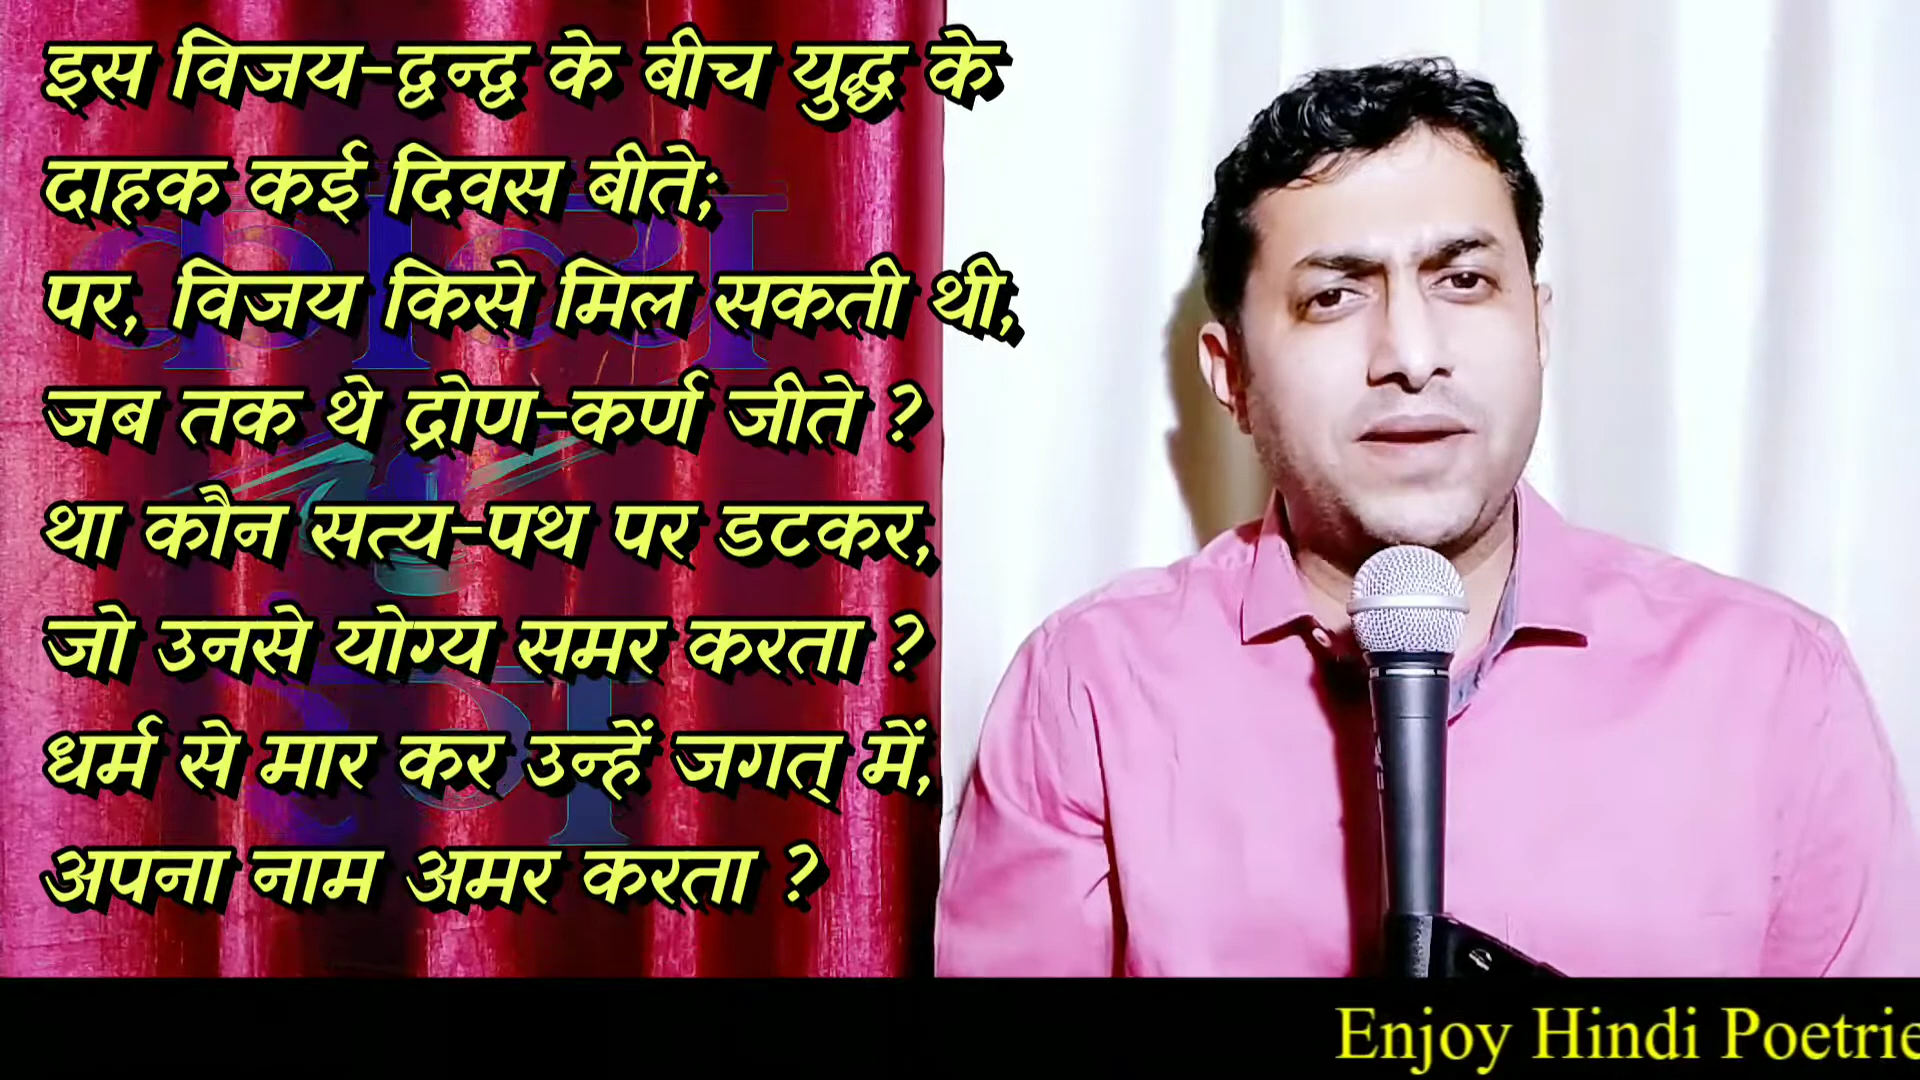 इस विजय-द्वन्द्व के बीच युद्ध के
दाहक कई दिवस बीते;
पर, विजय किसे मिल सकती थी,
जब तक थे द्रोण-कर्ण जीते ?
था कौन सत्य-पथ पर डटकर,
जो उनसे योग्य समर करता ?
धर्म से मार कर उन्हें जगत् में,
अपना नाम अमर करता ?
Enjoy Hindi Poetrie